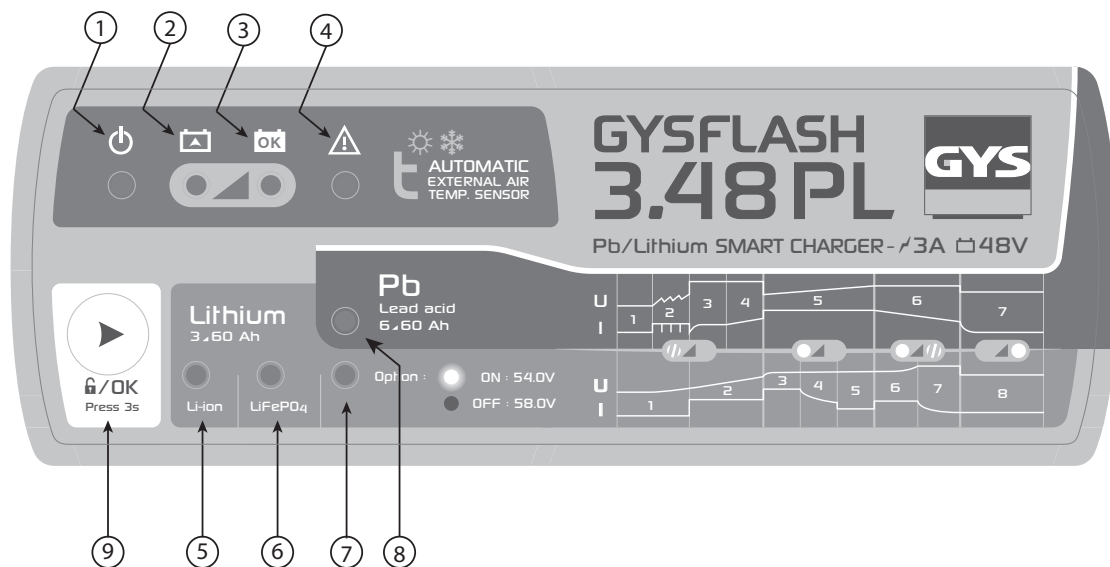 1 2 3 4
OK
t AUTOMATIC
EXTERNAL AIR
TEMP. SENSOR
GYSFLASH
3.48 PL
GYS
Pb/Lithium SMART CHARGER - 3A 48V
Pb
Lead acid
6 60 Ah
Lithium
3 60 Ah
Li-ion LiFePO4
Option : ON : 54.0V
OFF : 58.0V
/OK
Press 3s
U
I
1 2 3 4 5 6 7
U
I
1 2 3 4 5 6 7 8
9 5 6 7 8